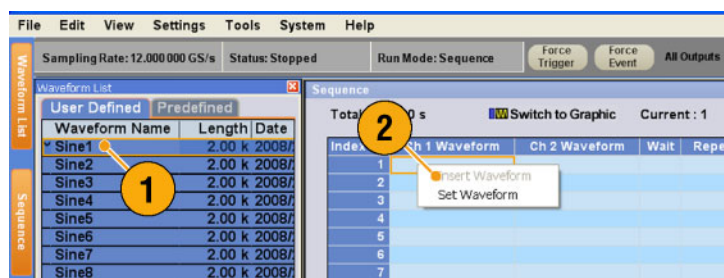 File Edit View Settings Tools System Help
Sampling Rate: 12.000 000 GS/s Status: Stopped Run Mode: Sequence Force Trigger Force Event All Outputs
Waveform List
Sequence
Waveform List
User Defined Predefined
Waveform Name Length Date
Sine1 2.00 k 2008/
Sine2 2.00 k 2008/
Sine3 2.00 k 2008/
Sine4 2.00 k 2008/
Sine5 2.00 k 2008/
Sine6 2.00 k 2008/
Sine7 2.00 k 2008/
Sine8 2.00 k 2008/
1
Sequence
Total 0 s Switch to Graphic Current : 1
2
Index Ch 1 Waveform Ch 2 Waveform Wait Repe
1
2
3
4
5
6
7
Insert Waveform
Set Waveform